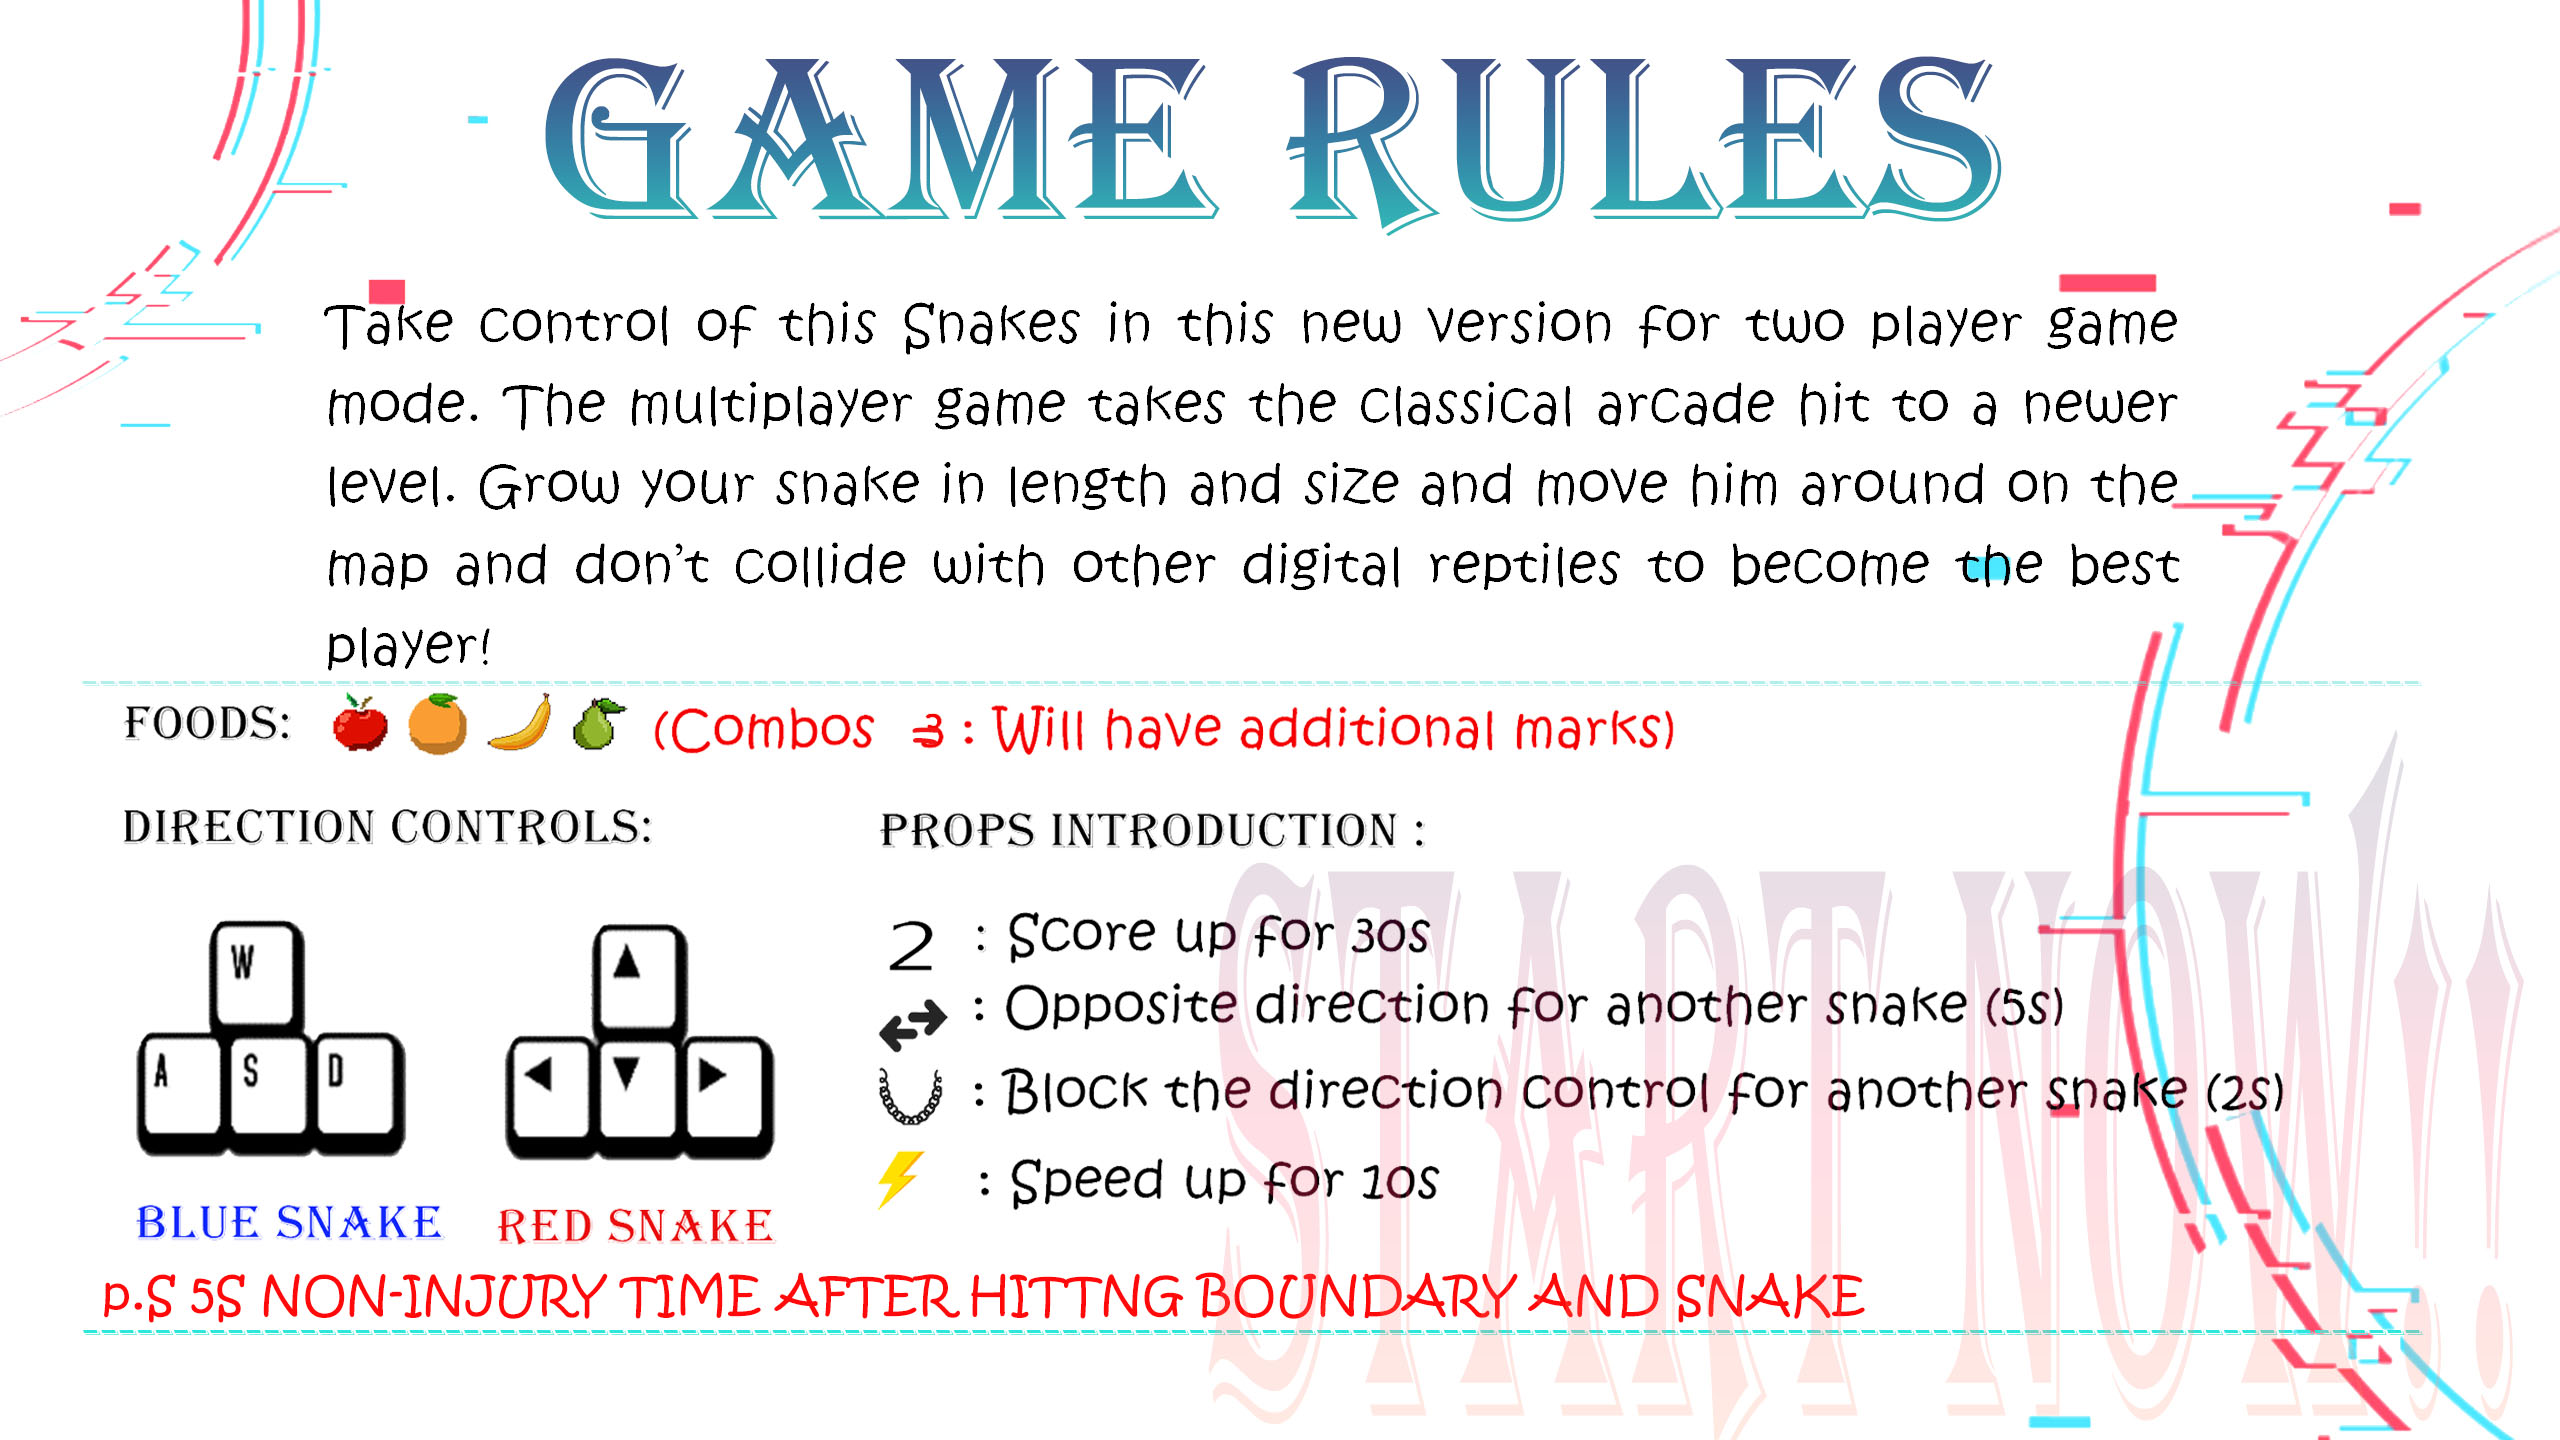 GAME RULES
Take control of this Snakes in this new version for two player game
mode. The multiplayer game takes the classical arcade hit to a newer
level. Grow your snake in length and size and move him around on the
map and don't collide with other digital reptiles to become the best
player!
FOODS: (Combos 3 : Will have additional marks)
DIRECTION CONTROLS:
PROPS INTRODUCTION :
W
A S D
BLUE SNAKE
RED SNAKE
2 : Score up for 30s
: Opposite direction for another snake (5s)
: Block the direction control for another snake (2s)
: Speed up for 10s
P.S 5S NON-INJURY TIME AFTER HITTNG BOUNDARY AND SNAKE
START NOW!!